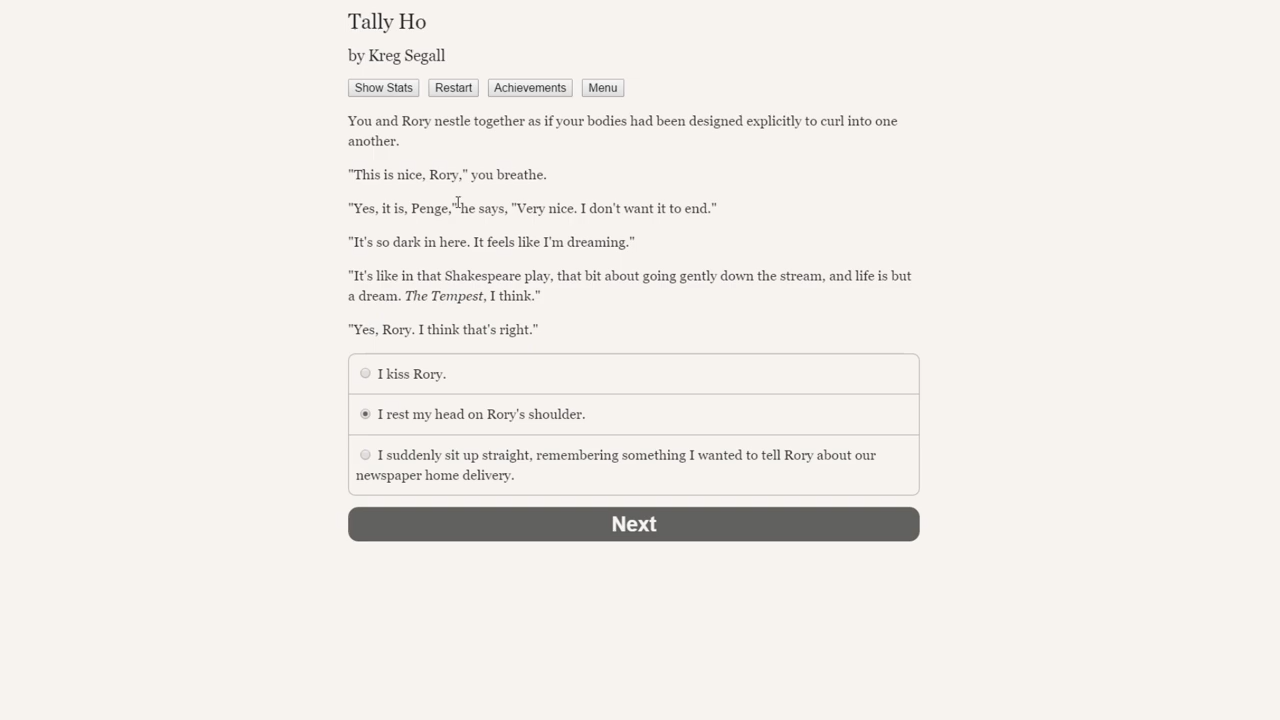 Tally Ho
by Kreg Segall
Show Stats Restart Achievements Menu
You and Rory nestle together as if your bodies had been designed explicitly to curl into one
another.
"This is nice, Rory," you breathe.
"Yes, it is, Penge," he says, "Very nice. I don't want it to end."
"It's so dark in here. It feels like I'm dreaming."
"It's like in that Shakespeare play, that bit about going gently down the stream, and life is but
a dream. The Tempest, I think."
"Yes, Rory. I think that's right."
I kiss Rory.
I rest my head on Rory's shoulder.
I suddenly sit up straight, remembering something I wanted to tell Rory about our
newspaper home delivery.
Next